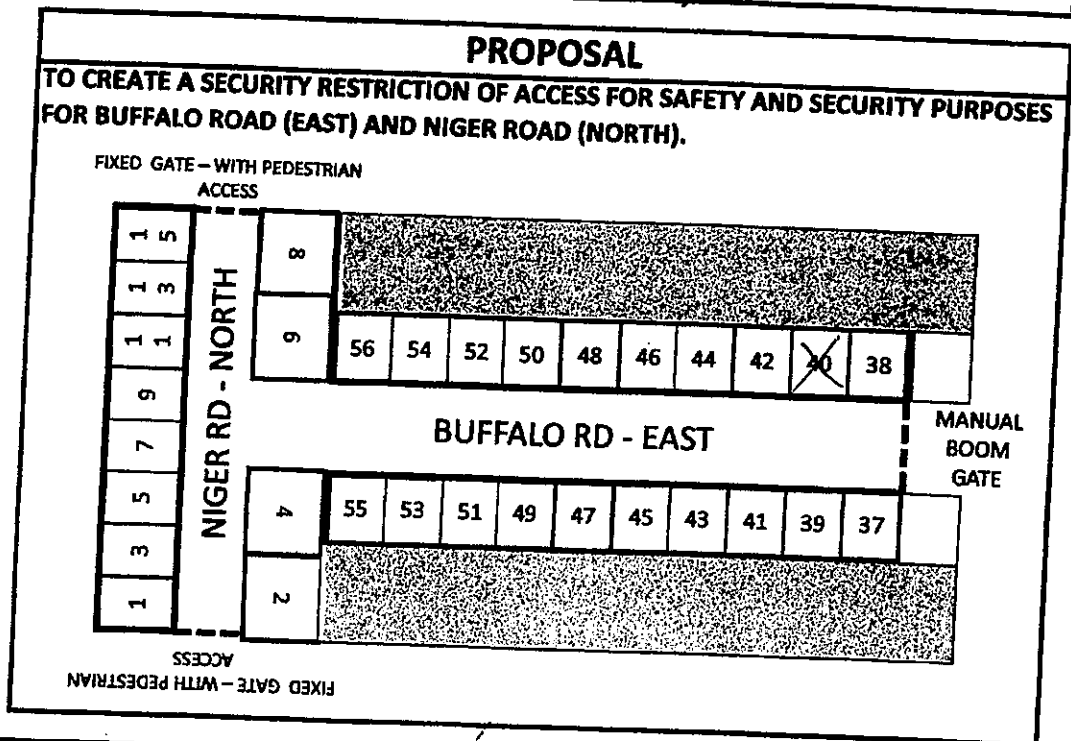 PROPOSAL
TO CREATE A SECURITY RESTRICTION OF ACCESS FOR SAFETY AND SECURITY PURPOSES
FOR BUFFALO ROAD (EAST) AND NIGER ROAD (NORTH).
FIXED GATE – WITH PEDESTRIAN
ACCESS
15
13
11
9
7
5
3
1
NIGER RD - NORTH
8
6
56 54 52 50 48 46 44 42 40 38
BUFFALO RD - EAST
MANUAL
BOOM
GATE
4
2
55 53 51 49 47 45 43 41 39 37
FIXED GATE – WITH PEDESTRIAN
ACCESS